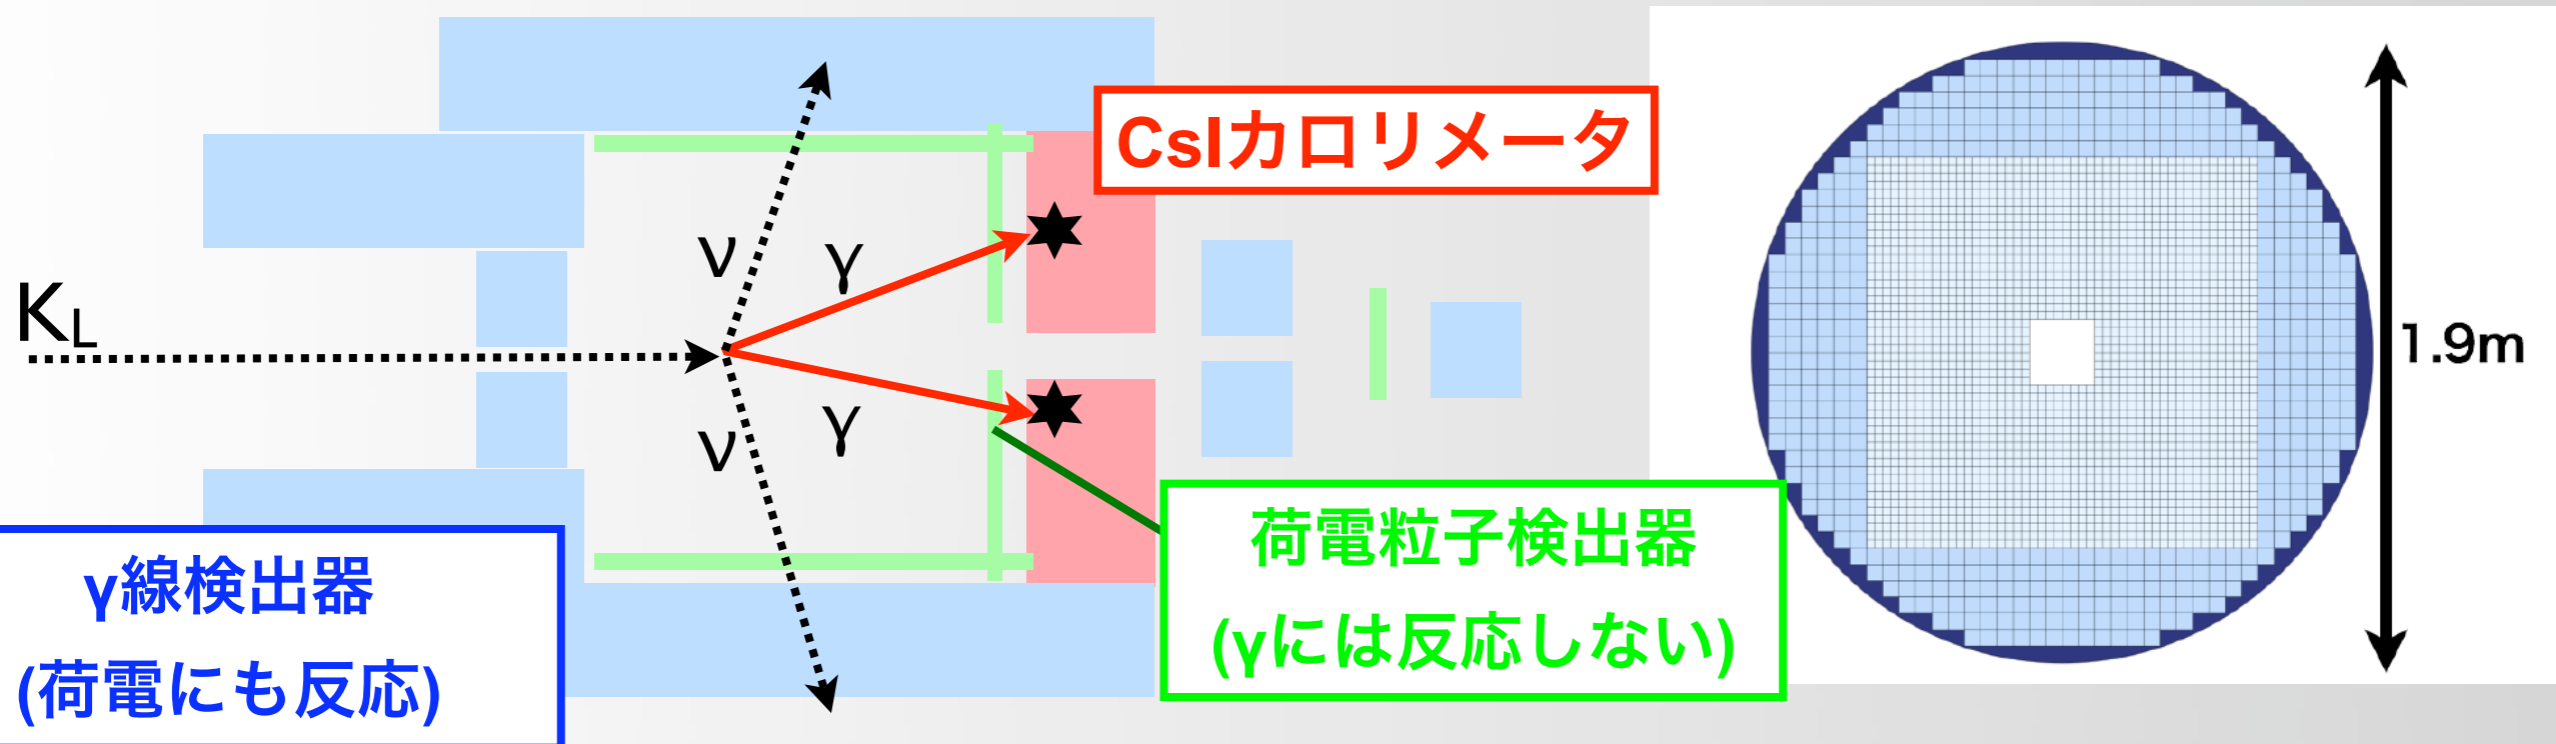 CsIカロリメータ
ν γ
KL
1.9m
ν γ
荷電粒子検出器
(γには反応しない)
γ線検出器
(荷電にも反応)